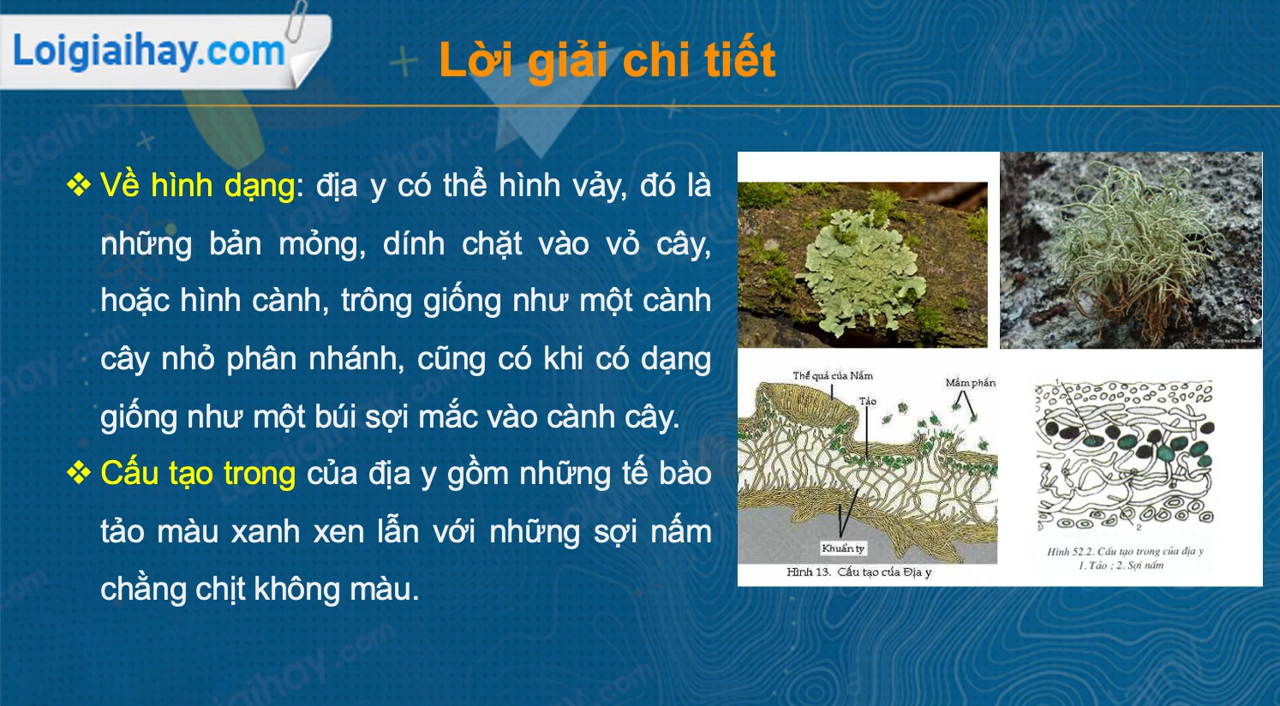 Loigiaihay.com
Lời giải chi tiết
❖ Về hình dạng: địa y có thể hình vảy, đó là
những bản mỏng, dính chặt vào vỏ cây,
hoặc hình cành, trông giống như một cành
cây nhỏ phân nhánh, cũng có khi có dạng
giống như một búi sợi mắc vào cành cây.
❖ Cấu tạo trong của địa y gồm những tế bào
tảo màu xanh xen lẫn với những sợi nấm
chằng chịt không màu.
Thể quả của Nấm
Mầm phấn
Tảo
Khuẩn ty
Hình 13. Cấu tạo của Địa y
1
2
Hình 52.2. Cấu tạo trong của địa y
1. Tảo ; 2. Sợi nấm